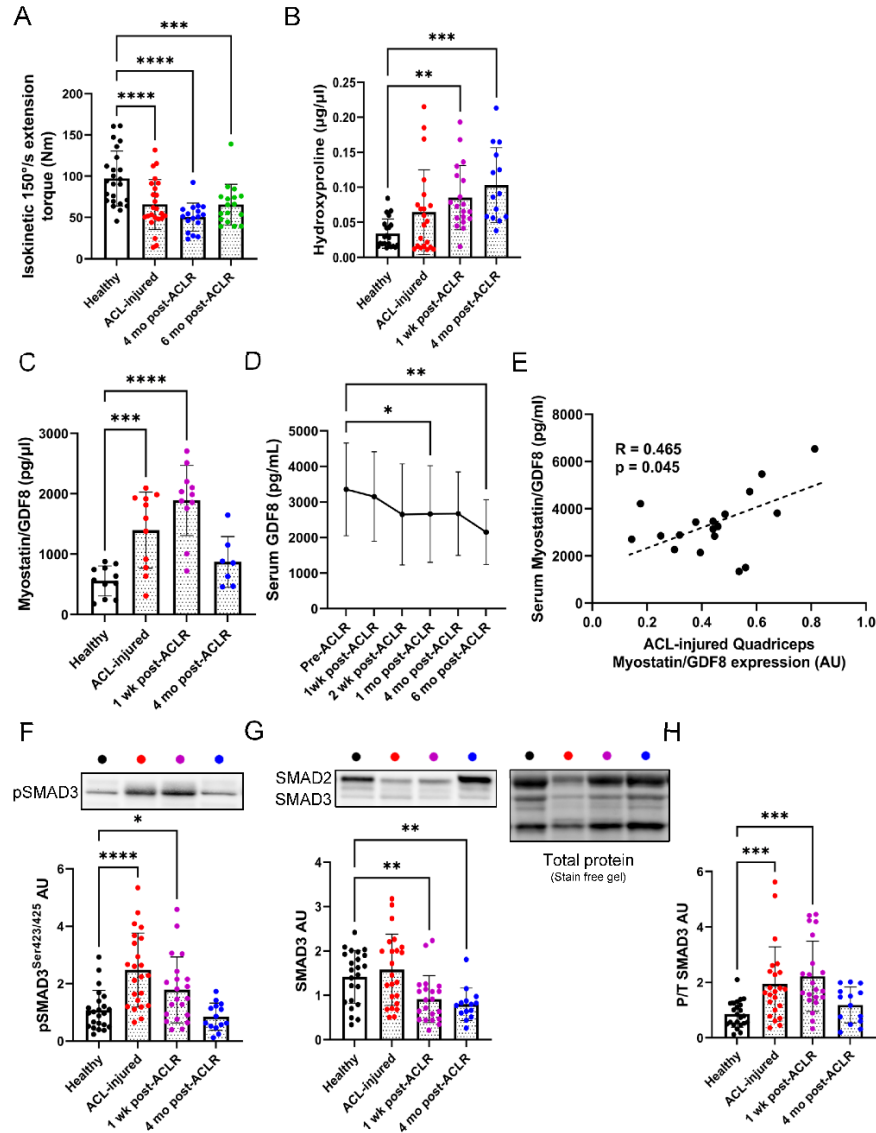 A
***
****
****
Isokinetic 150°/s extension
torque (Nm)
200
150
100
50
0
Healthy
ACL-injured
4 mo post-ACLR
6 mo post-ACLR
B
***
**
Hydroxyproline (µg/µl)
0.25
0.20
0.15
0.10
0.05
0.00
Healthy
ACL-injured
1 wk post-ACLR
4 mo post-ACLR
C
****
***
Myostatin/GDF8 (pg/µl)
3000
2000
1000
0
Healthy
ACL-injured
1 wk post-ACLR
4 mo post-ACLR
D
**
*
Serum GDF8 (pg/mL)
5000
4000
3000
2000
1000
0
Pre-ACLR
1wk post-ACLR
2 wk post-ACLR
1 mo post-ACLR
4 mo post-ACLR
6 mo post-ACLR
E
R = 0.465
p = 0.045
Serum Myostatin/GDF8 (pg/ml)
8000
6000
4000
2000
0
0.0 0.2 0.4 0.6 0.8 1.0
ACL-injured Quadriceps
Myostatin/GDF8 expression (AU)
F
pSMAD3
*
****
pSMAD3Ser423/425 AU
6
4
2
0
Healthy
ACL-injured
1 wk post-ACLR
4 mo post-ACLR
G
SMAD2
SMAD3
Total protein
(Stain free gel)
**
**
SMAD3 AU
4
3
2
1
0
Healthy
ACL-injured
1 wk post-ACLR
4 mo post-ACLR
H
***
***
P/T SMAD3 AU
6
4
2
0
Healthy
ACL-injured
1 wk post-ACLR
4 mo post-ACLR